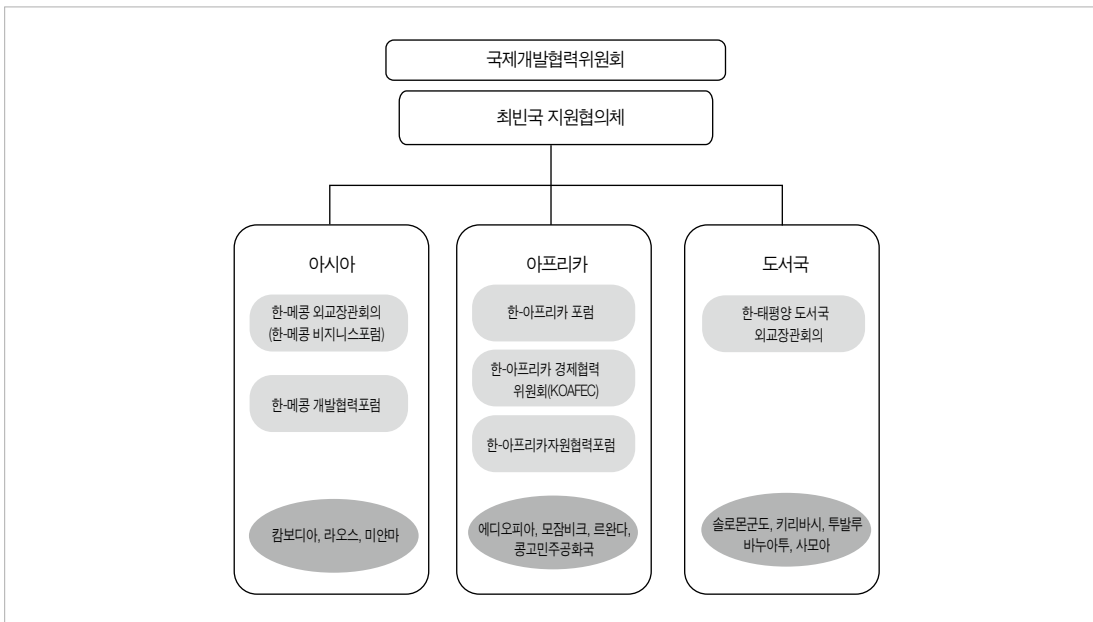 국제개발협력위원회
최빈국 지원협의체
아시아
한-메콩 외교장관회의
(한-메콩 비지니스포럼)
한-메콩 개발협력포럼
캄보디아, 라오스, 미얀마
아프리카
한-아프리카 포럼
한-아프리카 경제협력
위원회(KOAFEC)
한-아프리카자원협력포럼
에디오피아, 모잠비크, 르완다,
콩고민주공화국
도서국
한-태평양 도서국
외교장관회의
솔로몬군도, 키리바시, 투발루
바누아투, 사모아